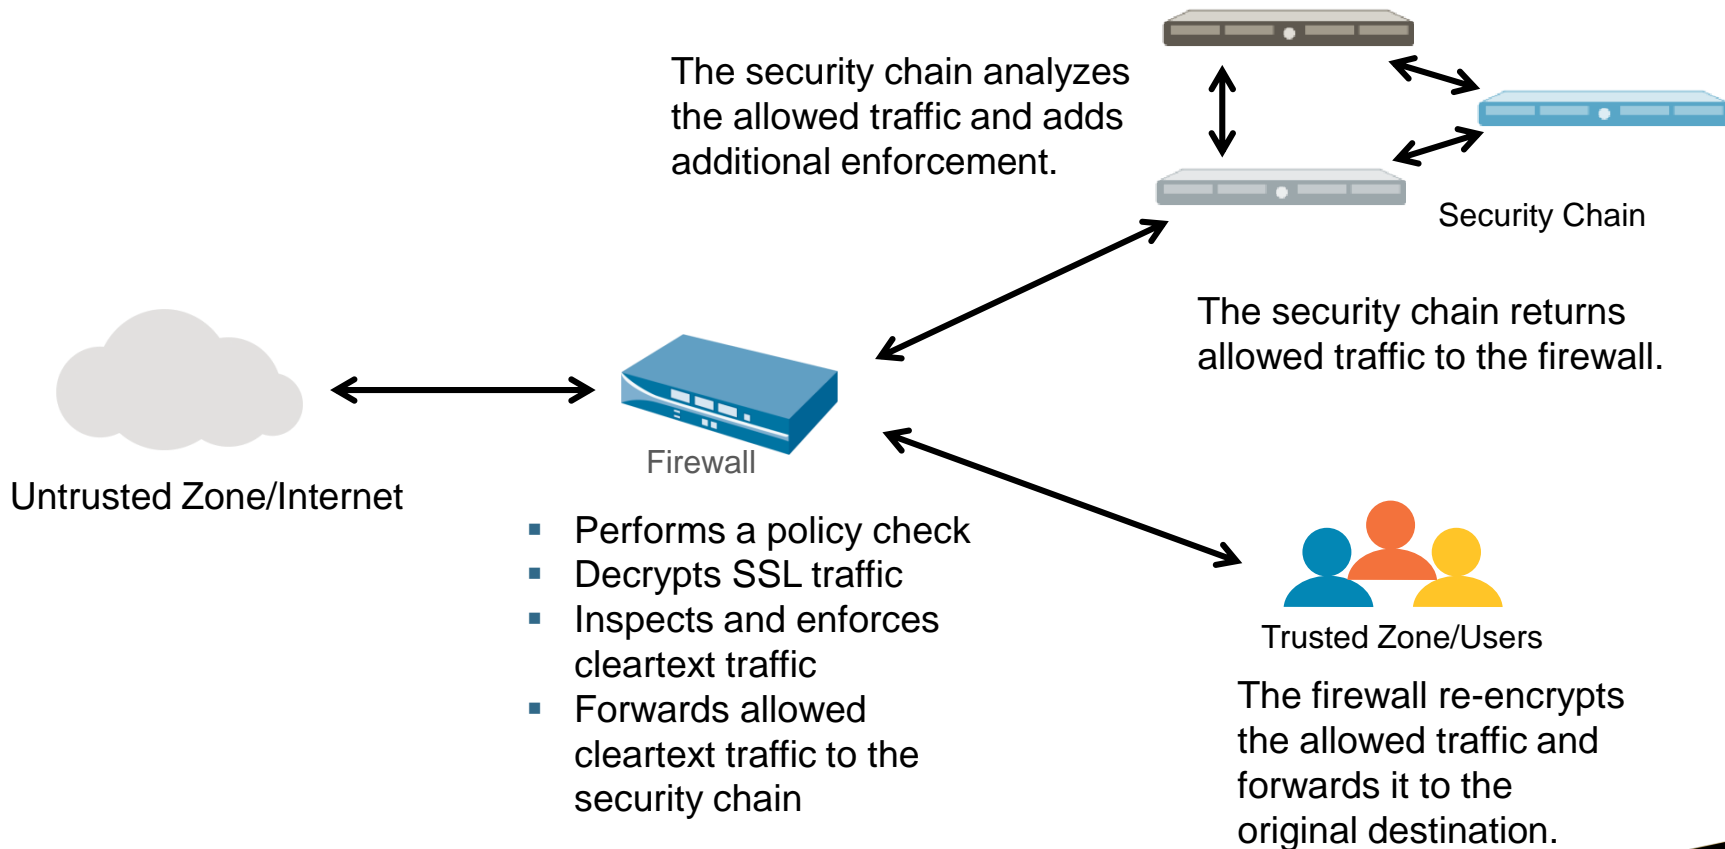 The security chain analyzes
the allowed traffic and adds
additional enforcement.
Security Chain
The security chain returns
allowed traffic to the firewall.
Firewall
Untrusted Zone/Internet
▪ Performs a policy check
▪ Decrypts SSL traffic
▪ Inspects and enforces
cleartext traffic
▪ Forwards allowed
cleartext traffic to the
security chain
Trusted Zone/Users
The firewall re-encrypts
the allowed traffic and
forwards it to the
original destination.